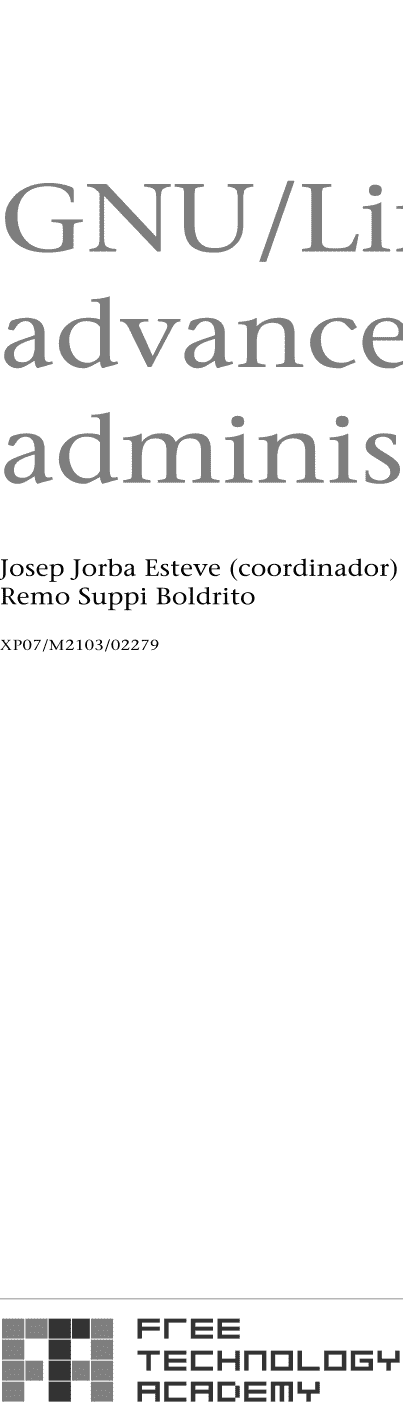 GNU/Li
advance
adminis
Josep Jorba Esteve (coordinador)
Remo Suppi Boldrito
XP07/M2103/02279
FREE
TECHNOLOGY
ACADEMY